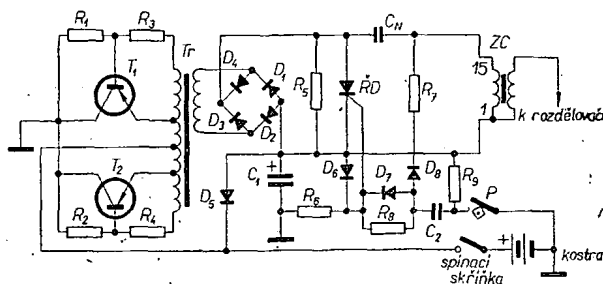 R1
R3
Tr
D4
D1
CN
ZC
T1
15
R5
ŘD
R7
1
k rozdělovači
D3
D2
T2
D5
+
C1
D6
D7
D8
R9
P
R6
R8
C2
R2
R4
+
kostra
spínací
skříňka